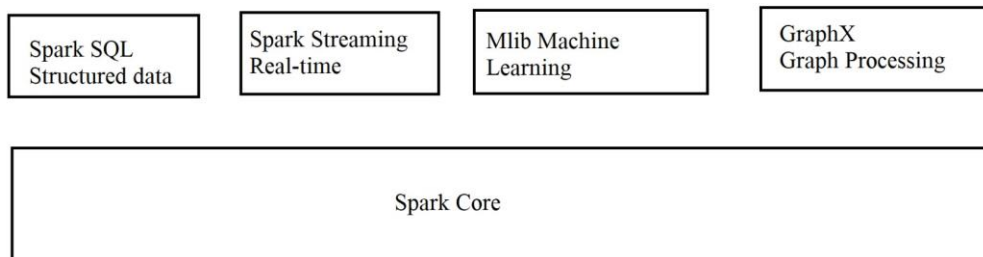 Spark SQL
Structured data
Spark Streaming
Real-time
Mlib Machine
Learning
GraphX
Graph Processing
Spark Core